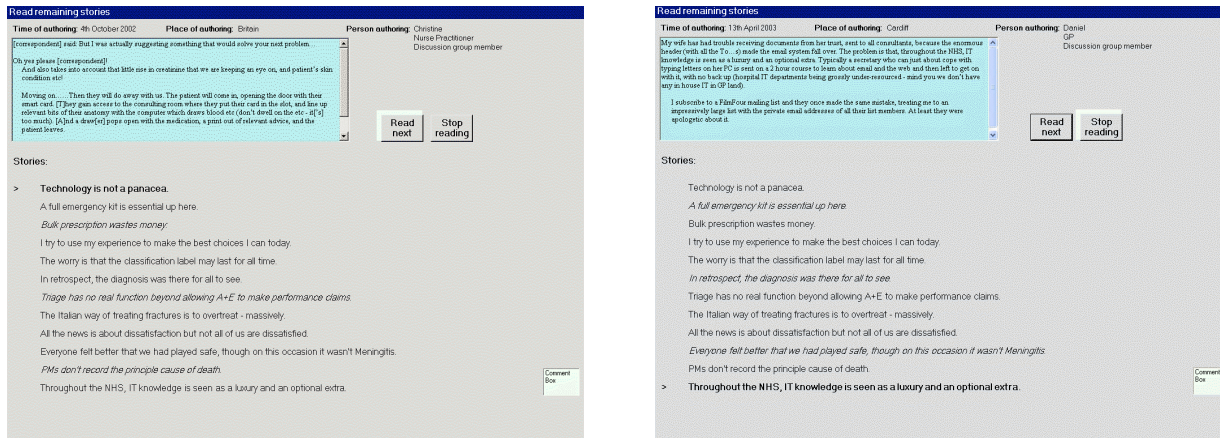 Read remaining stories
Time of authoring: 4th October 2002 Place of authoring: Britain Person authoring: Christine
Nurse Practitioner
Discussion group member
[correspondent] said: But I was actually suggesting something that would solve your next problem...
Oh yes please [correspondent]!
And also takes into account that little rise in creatinine that we are keeping an eye on, and patient's skin
condition etc!
Moving on......Then they will do away with us. The patient will come in, opening the door with their
smart card. [T]hey gain access to the consulting room where they put their card in the slot, and line up
relevant bits of their anatomy with the computer which draws blood etc (don't dwell on the etc - it['s]
too much). [A]nd a draw[er] pops open with the medication, a print out of relevant advice, and the
patient leaves.
Read
next
Stop
reading
Stories:
> Technology is not a panacea.
A full emergency kit is essential up here.
Bulk prescription wastes money.
I try to use my experience to make the best choices I can today.
The worry is that the classification label may last for all time.
In retrospect, the diagnosis was there for all to see.
Triage has no real function beyond allowing A+E to make performance claims.
The Italian way of treating fractures is to overtreat - massively.
All the news is about dissatisfaction but not all of us are dissatisfied.
Everyone felt better that we had played safe, though on this occasion it wasn't Meningitis.
PMs don't record the principle cause of death.
Throughout the NHS, IT knowledge is seen as a luxury and an optional extra.
Comment
Box
Read remaining stories
Time of authoring: 13th April 2003 Place of authoring: Cardiff Person authoring: Daniel
GP
Discussion group member
My wife has had trouble receiving documents from her trust, sent to all consultants, because the enormous
header (with all the To...s) made the email system fall over. The problem is that, throughout the NHS, IT
knowledge is seen as a luxury and an optional extra. Typically a secretary who can just about cope with
typing letters on her PC is sent on a 2 hour course to learn about email and the web and then left to get on
with it, with no back up (hospital IT departments being grossly under-resourced - mind you we don't have
any in house IT in GP land).
I subscribe to a FilmFour mailing list and they once made the same mistake, treating me to an
impressively large list with the private email addresses of all their list members. At least they were
apologetic about it.
Read
next
Stop
reading
Stories:
Technology is not a panacea.
A full emergency kit is essential up here.
Bulk prescription wastes money.
I try to use my experience to make the best choices I can today.
The worry is that the classification label may last for all time.
In retrospect, the diagnosis was there for all to see.
Triage has no real function beyond allowing A+E to make performance claims.
The Italian way of treating fractures is to overtreat - massively.
All the news is about dissatisfaction but not all of us are dissatisfied.
Everyone felt better that we had played safe, though on this occasion it wasn't Meningitis.
PMs don't record the principle cause of death.
> Throughout the NHS, IT knowledge is seen as a luxury and an optional extra.
Comment
Box